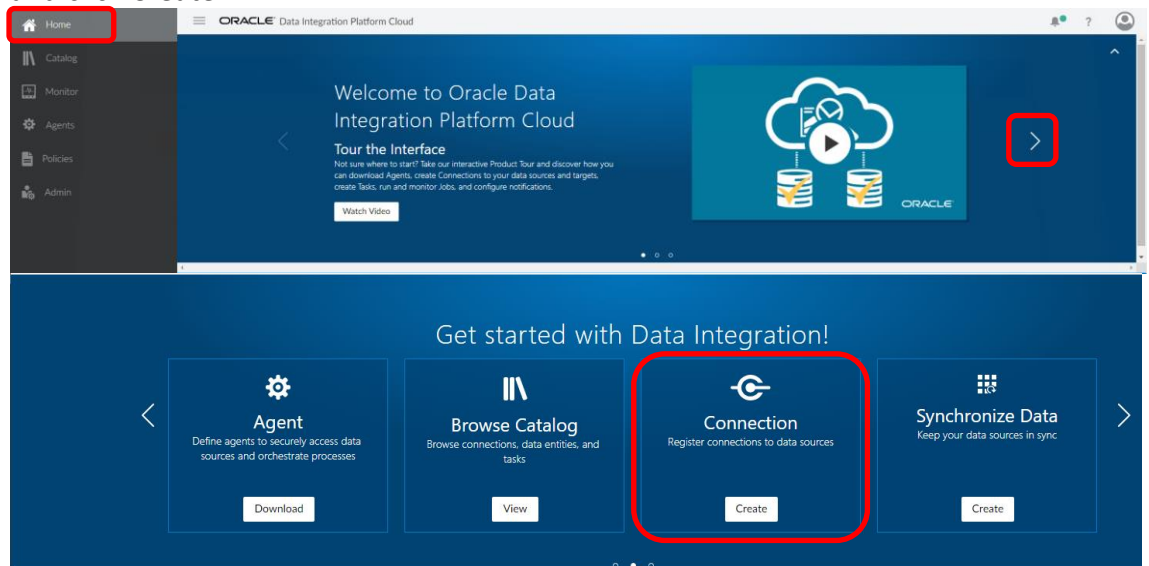 Home
ORACLE Data Integration Platform Cloud
?
Catalog
Monitor
Agents
Policies
Admin
Welcome to Oracle Data
Integration Platform Cloud
Tour the Interface
Not sure where to start? Take our interactive Product Tour and discover how you
can download Agents, create Connections to your data sources and targets,
create Tasks, run and monitor Jobs, and configure notifications.
Watch Video
ORACLE
Get started with Data Integration!
Agent
Define agents to securely access data
sources and orchestrate processes
Download
Browse Catalog
Browse connections, data entities, and
tasks
View
Connection
Register connections to data sources
Create
Synchronize Data
Keep your data sources in sync
Create